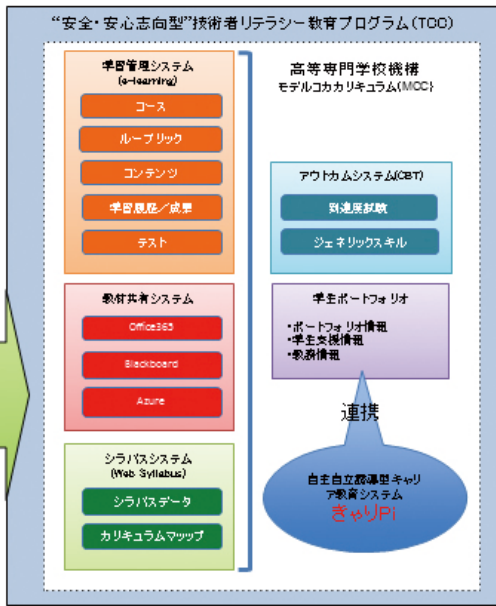 “安全・安心志向型”技術者リテラシー教育プログラム(TCC)
学習管理システム
(e-learning)
コース
ルーブリック
コンテンツ
学習履歴/成果
テスト
教材共有システム
Office365
Blackboard
Azure
シラバスシステム
(Web Syllabus)
シラバスデータ
カリキュラムマップ
高等専門学校機構
モデルコカカリキュラム(MCC)
アウトカムシステム(CBT)
到達度試験
ジェネリックスキル
学生ポートフォリオ
・ポートフォリオ情報
・学生支援情報
・教務情報
連携
自主自立誘導型キャリ
ア教育システム
きゃりPi